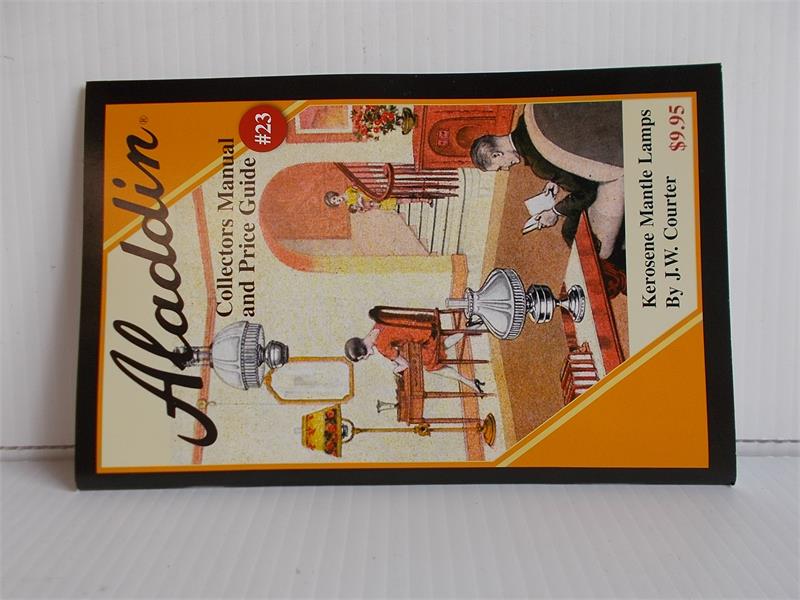 Aladdin®
Collectors Manual
and Price Guide
#23
Kerosene Mantle Lamps
By J.W. Courter $9.95